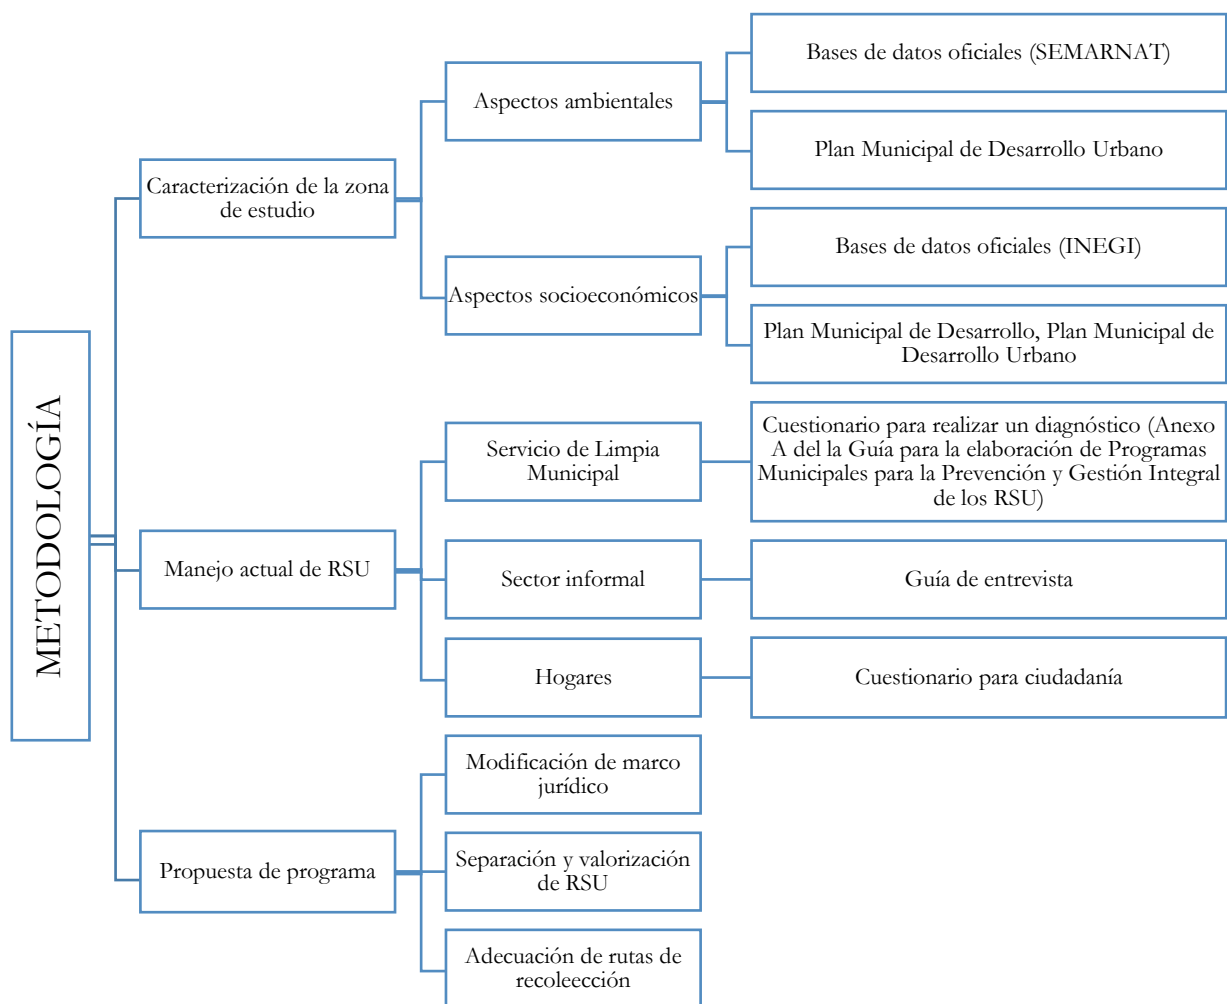 METODOLOGÍA
Caracterización de la zona
de estudio
Aspectos ambientales
Bases de datos oficiales (SEMARNAT)
Plan Municipal de Desarrollo Urbano
Aspectos socioeconómicos
Bases de datos oficiales (INEGI)
Plan Municipal de Desarrollo, Plan Municipal de
Desarrollo Urbano
Manejo actual de RSU
Servicio de Limpia
Municipal
Cuestionario para realizar un diagnóstico (Anexo
A del la Guía para la elaboración de Programas
Municipales para la Prevención y Gestión Integral
de los RSU)
Sector informal
Guía de entrevista
Hogares
Cuestionario para ciudadanía
Propuesta de programa
Modificación de marco
jurídico
Separación y valorización
de RSU
Adecuación de rutas de
recoleección